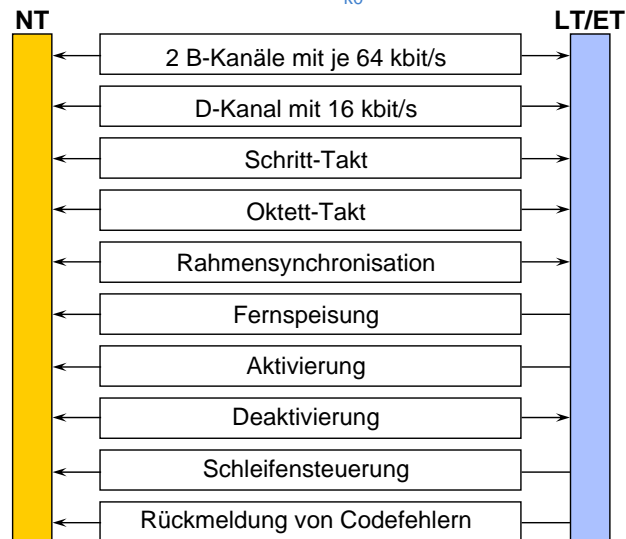 K0
NT LT/ET
2 B-Kanäle mit je 64 kbit/s
D-Kanal mit 16 kbit/s
Schritt-Takt
Oktett-Takt
Rahmensynchronisation
Fernspeisung
Aktivierung
Deaktivierung
Schleifensteuerung
Rückmeldung von Codefehlern